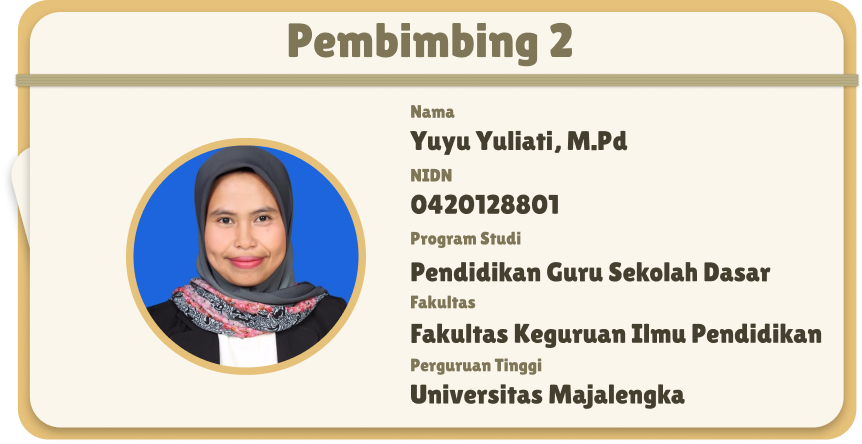 Pembimbing 2
Nama
Yuyu Yuliati, M.Pd
NIDN
0420128801
Program Studi
Pendidikan Guru Sekolah Dasar
Fakultas
Fakultas Keguruan Ilmu Pendidikan
Perguruan Tinggi
Universitas Majalengka